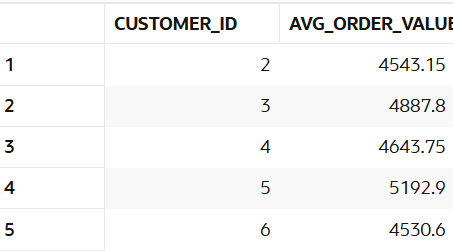 CUSTOMER_ID AVG_ORDER_VALUE
1 2 4543.15
2 3 4887.8
3 4 4643.75
4 5 5192.9
5 6 4530.6